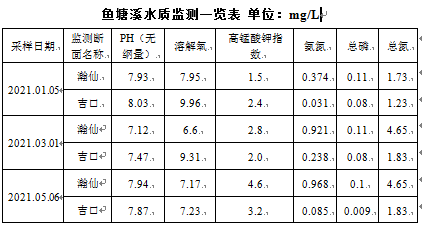 鱼塘溪水质监测一览表 单位：mg/L
采样日期 监测断面名称 PH（无纲量） 溶解氧 高锰酸钾指数 氨氮 总磷 总氮
2021.01.05 瀚仙 7.93 7.95 1.5 0.374 0.11 1.73
吉口 8.03 9.96 2.4 0.031 0.08 1.23
2021.03.01 瀚仙 7.12 6.6 2.8 0.921 0.11 4.65
吉口 7.47 9.31 2.0 0.238 0.08 1.83
2021.05.06 瀚仙 7.94 7.17 4.6 0.968 0.1 4.65
吉口 7.87 7.23 3.2 0.085 0.009 1.83